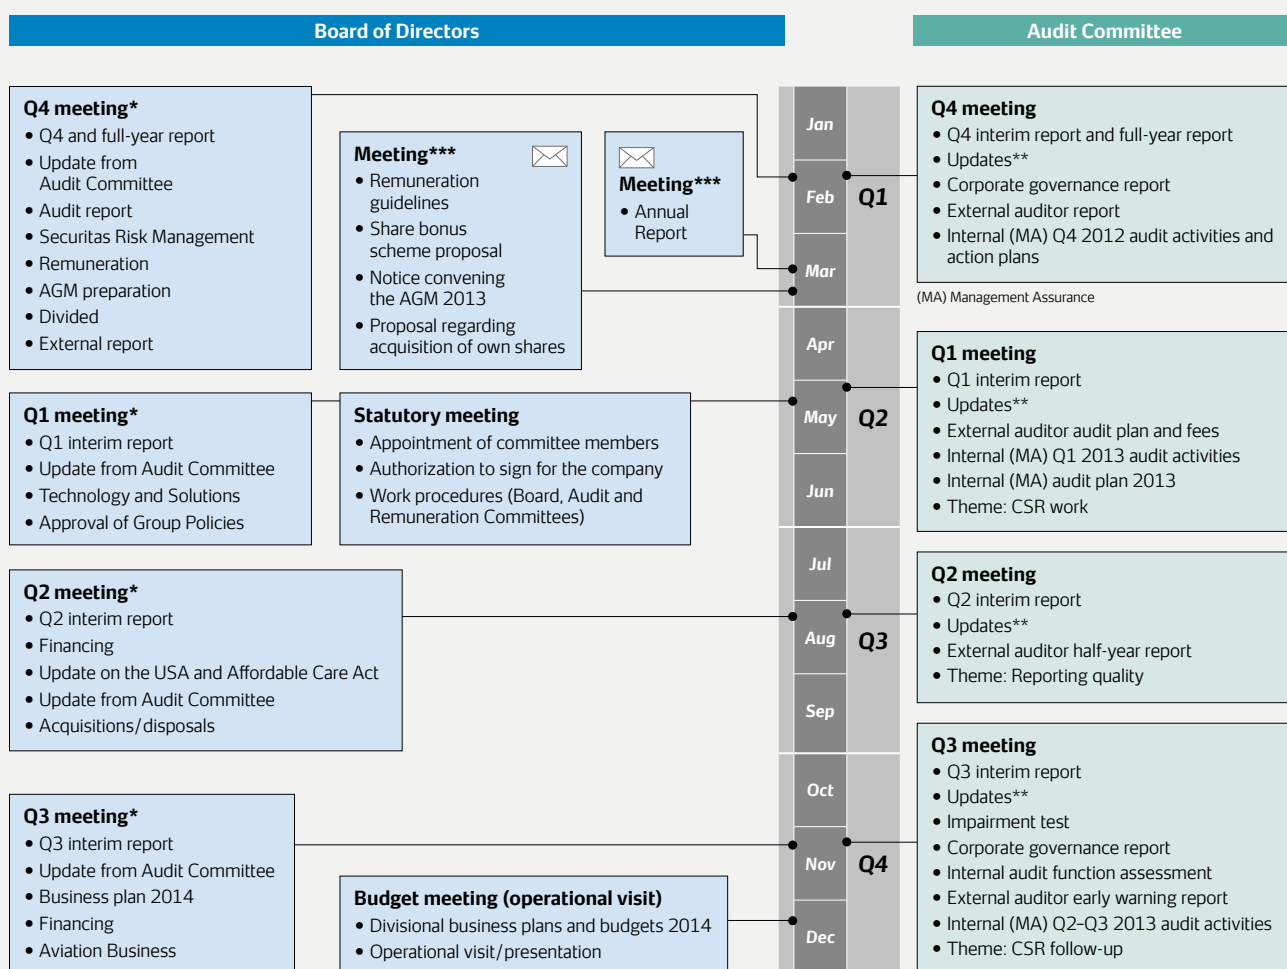 Board of Directors
Audit Committee
Q4 meeting*
• Q4 and full-year report
• Update from
Audit Committee
• Audit report
• Securitas Risk Management
• Remuneration
• AGM preparation
• Divided
• External report
Meeting***
• Remuneration
guidelines
• Share bonus
scheme proposal
• Notice convening
the AGM 2013
• Proposal regarding
acquisition of own shares
Meeting***
• Annual
Report
Q1 meeting*
• Q1 interim report
• Update from Audit Committee
• Technology and Solutions
• Approval of Group Policies
Statutory meeting
• Appointment of committee members
• Authorization to sign for the company
• Work procedures (Board, Audit and
Remuneration Committees)
Q2 meeting*
• Q2 interim report
• Financing
• Update on the USA and Affordable Care Act
• Update from Audit Committee
• Acquisitions/disposals
Q3 meeting*
• Q3 interim report
• Update from Audit Committee
• Business plan 2014
• Financing
• Aviation Business
Budget meeting (operational visit)
• Divisional business plans and budgets 2014
• Operational visit/presentation
Jan
Feb
Mar
Q1
Apr
May
Jun
Q2
Jul
Aug
Sep
Q3
Oct
Nov
Dec
Q4
Q4 meeting
• Q4 interim report and full-year report
• Updates**
• Corporate governance report
• External auditor report
• Internal (MA) Q4 2012 audit activities and
action plans
(MA) Management Assurance
Q1 meeting
• Q1 interim report
• Updates**
• External auditor audit plan and fees
• Internal (MA) Q1 2013 audit activities
• Internal (MA) audit plan 2013
• Theme: CSR work
Q2 meeting
• Q2 interim report
• Updates**
• External auditor half-year report
• Theme: Reporting quality
Q3 meeting
• Q3 interim report
• Updates**
• Impairment test
• Corporate governance report
• Internal audit function assessment
• External auditor early warning report
• Internal (MA) Q2–Q3 2013 audit activities
• Theme: CSR follow-up